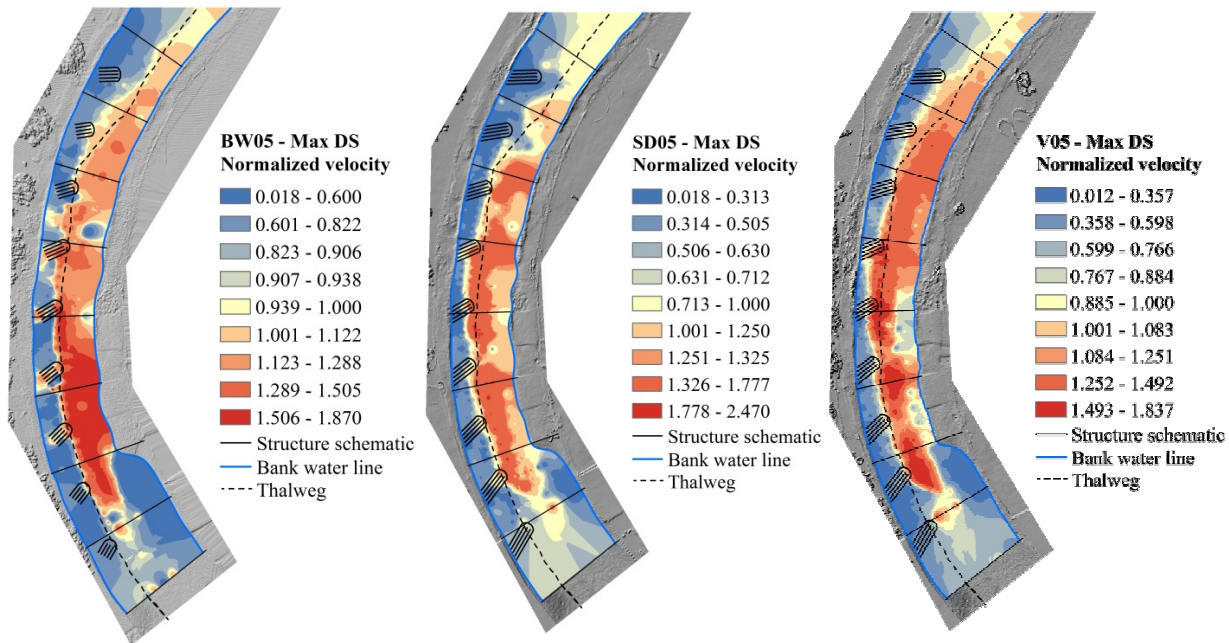 BW05 - Max DS
Normalized velocity
0.018 - 0.600
0.601 - 0.822
0.823 - 0.906
0.907 - 0.938
0.939 - 1.000
1.001 - 1.122
1.123 - 1.288
1.289 - 1.505
1.506 - 1.870
Structure schematic
Bank water line
Thalweg
SD05 - Max DS
Normalized velocity
0.018 - 0.313
0.314 - 0.505
0.506 - 0.630
0.631 - 0.712
0.713 - 1.000
1.001 - 1.250
1.251 - 1.325
1.326 - 1.777
1.778 - 2.470
Structure schematic
Bank water line
Thalweg
V05 - Max DS
Normalized velocity
0.012 - 0.357
0.358 - 0.598
0.599 - 0.766
0.767 - 0.884
0.885 - 1.000
1.001 - 1.083
1.084 - 1.251
1.252 - 1.492
1.493 - 1.837
Structure schematic
Bank water line
Thalweg